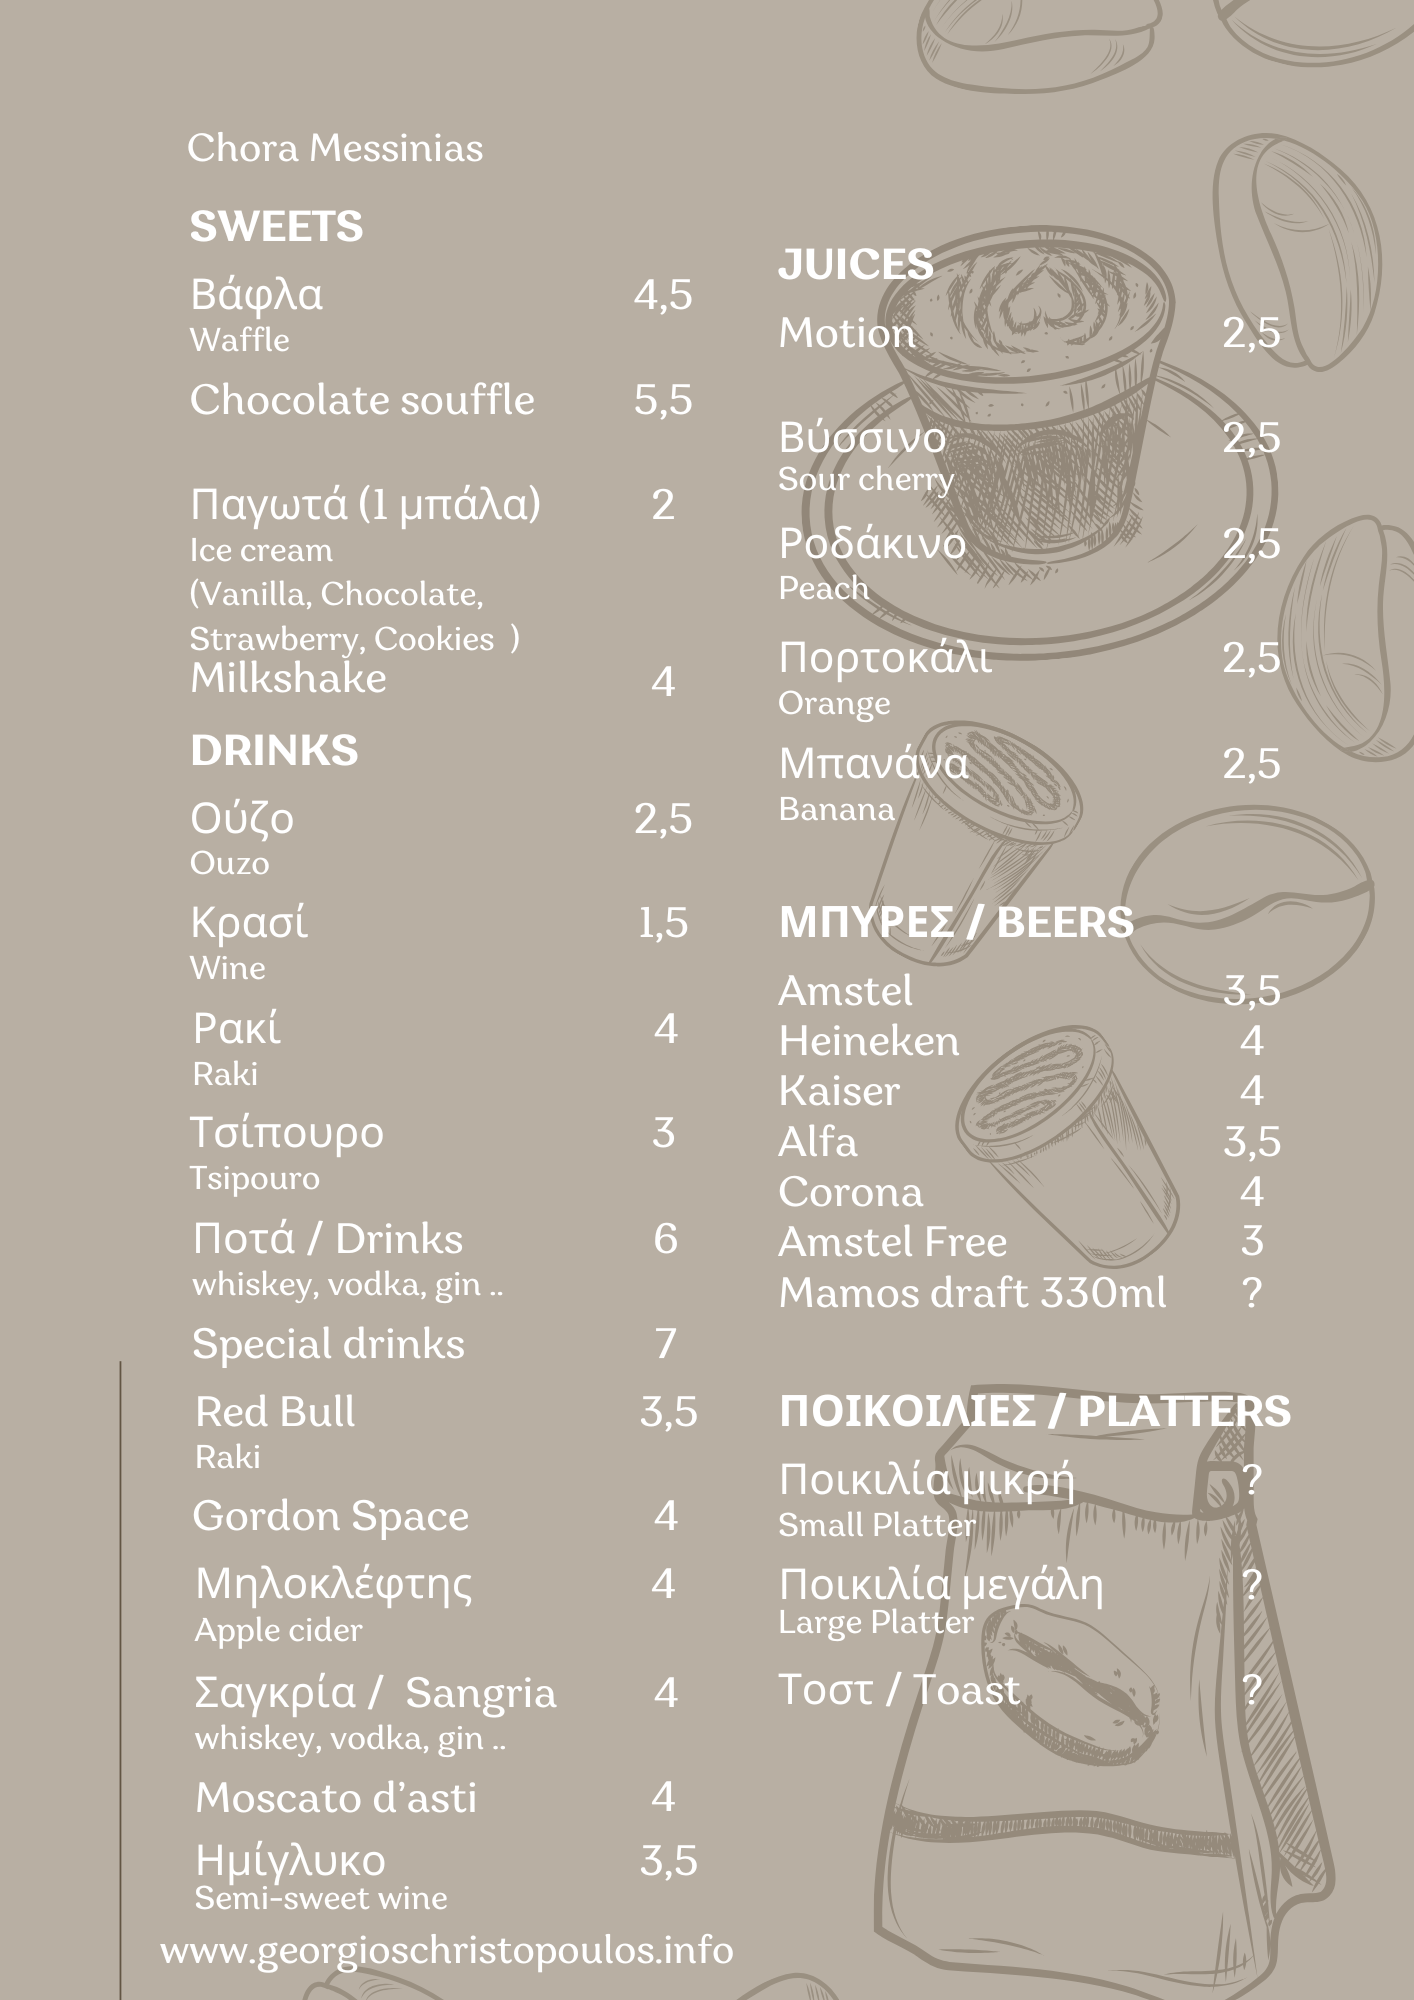 Chora Messinias
SWEETS
Βάφλα 4,5
Waffle
Chocolate souffle 5,5
Παγωτά (1 μπάλα) 2
Ice cream
(Vanilla, Chocolate,
Strawberry, Cookies )
Milkshake 4
DRINKS
Ούζο 2,5
Ouzo
Κρασί 1,5
Wine
Ρακί 4
Raki
Τσίπουρο 3
Tsipouro
Ποτά / Drinks 6
whiskey, vodka, gin ..
Special drinks 7
Red Bull 3,5
Raki
Gordon Space 4
Μηλοκλέφτης 4
Apple cider
Σαγκρία / Sangria 4
whiskey, vodka, gin ..
Moscato d’asti 4
Ημίγλυκο 3,5
Semi-sweet wine
www.georgioschristopoulos.info
JUICES
Motion 2,5
Βύσσινο 2,5
Sour cherry
Ροδάκινο 2,5
Peach
Πορτοκάλι 2,5
Orange
Μπανάνα 2,5
Banana
ΜΠΥΡΕΣ / BEERS
Amstel 3,5
Heineken 4
Kaiser 4
Alfa 3,5
Corona 4
Amstel Free 3
Mamos draft 330ml ?
ΠΟΙΚΟΙΛΙΕΣ / PLATTERS
Ποικιλία μικρή ?
Small Platter
Ποικιλία μεγάλη ?
Large Platter
Τοστ / Toast ?